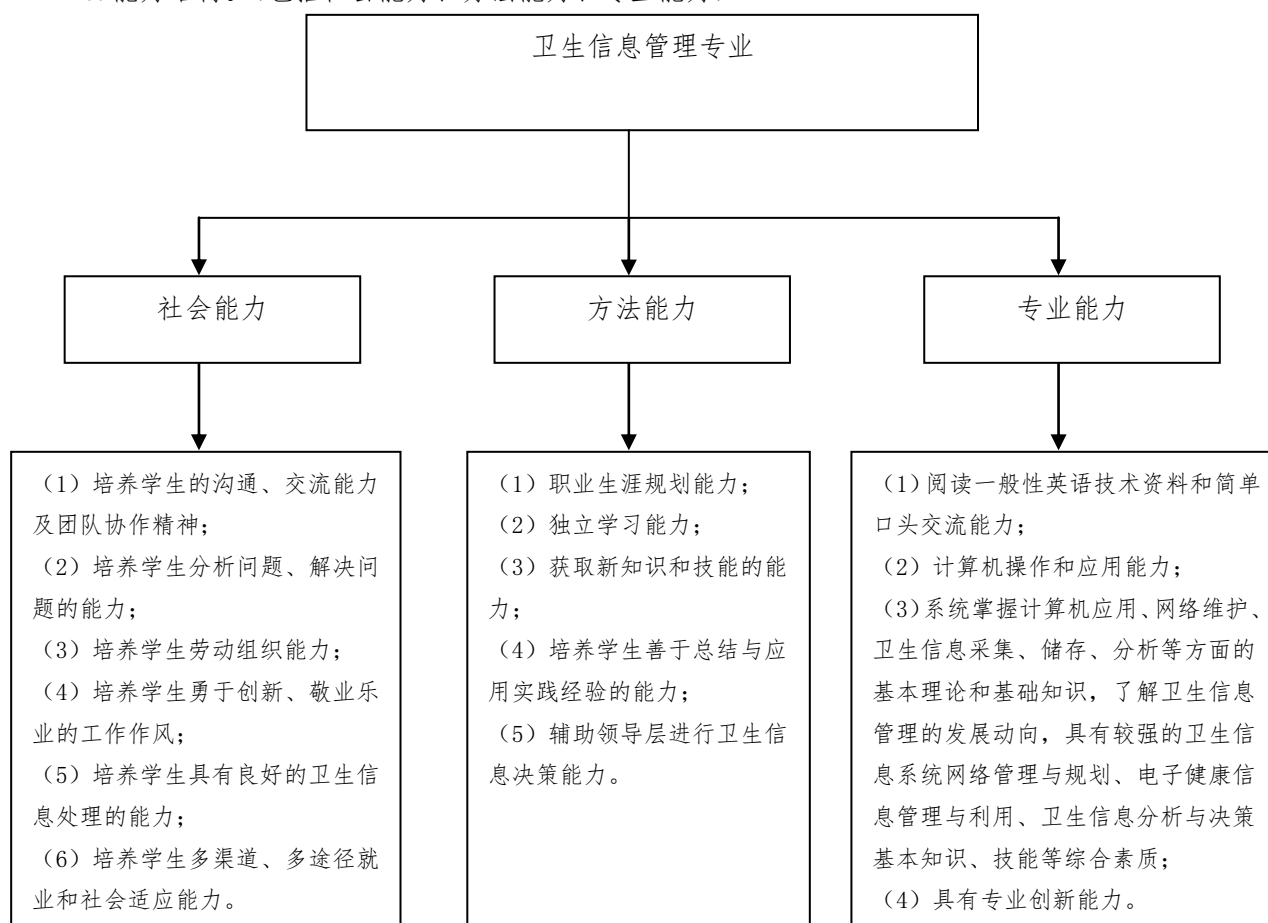 卫生信息管理专业
社会能力
方法能力
专业能力
（1）培养学生的沟通、交流能力
及团队协作精神；
（2）培养学生分析问题、解决问
题的能力；
（3）培养学生劳动组织能力；
（4）培养学生勇于创新、敬业乐
业的工作作风；
（5）培养学生具有良好的卫生信
息处理的能力；
（6）培养学生多渠道、多途径就
业和社会适应能力。
（1）职业生涯规划能力；
（2）独立学习能力；
（3）获取新知识和技能的能
力；
（4）培养学生善于总结与应
用实践经验的能力；
（5）辅助领导层进行卫生信
息决策能力。
（1）阅读一般性英语技术资料和简单
口头交流能力；
（2）计算机操作和应用能力；
（3）系统掌握计算机应用、网络维护、
卫生信息采集、储存、分析等方面的
基本理论和基础知识，了解卫生信息
管理的发展动向，具有较强的卫生信
息系统网络管理与规划、电子健康信
息管理与利用、卫生信息分析与决策
基本知识、技能等综合素质；
（4）具有专业创新能力。